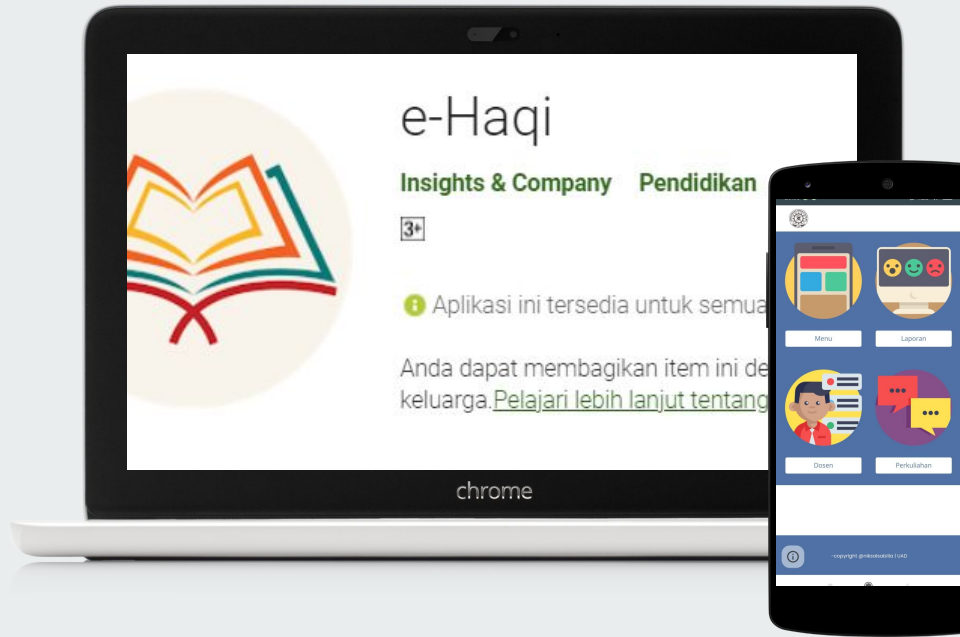 e-Haqi
Insights & Company Pendidikan
3+
Aplikasi ini tersedia untuk semua
Anda dapat membagikan item ini de
keluarga.Pelajari lebih lanjut tentang
chrome
Menu
Laporan
Dosen
Perkuliahan